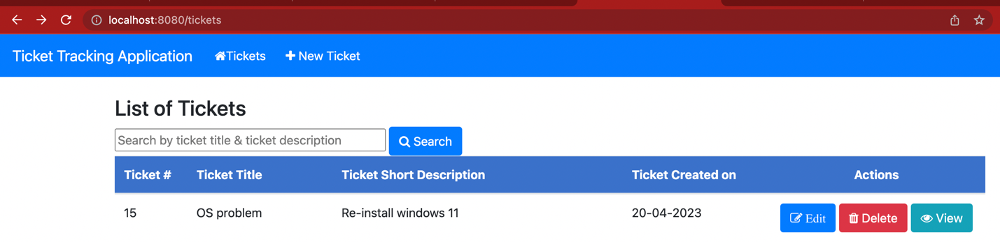 localhost:8080/tickets
Ticket Tracking Application Tickets New Ticket
List of Tickets
Search by ticket title & ticket description Search
Ticket # Ticket Title Ticket Short Description Ticket Created on Actions
15 OS problem Re-install windows 11 20-04-2023 Edit Delete View